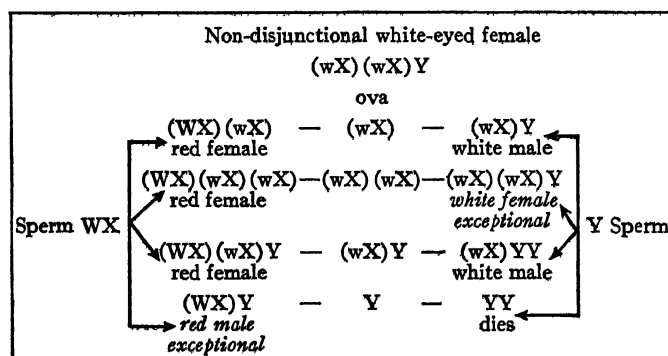 Non-disjunctional white-eyed female
(wX) (wX) Y
ova
(WX) (wX) — (wX) — (wX) Y
red female white male
(WX) (wX) (wX) — (wX) (wX) — (wX) (wX) Y
red female white female
exceptional
Sperm WX Y Sperm
(WX) (wX) Y — (wX) Y — (wX) YY
red female white male
(WX) Y — Y — YY
red male dies
exceptional